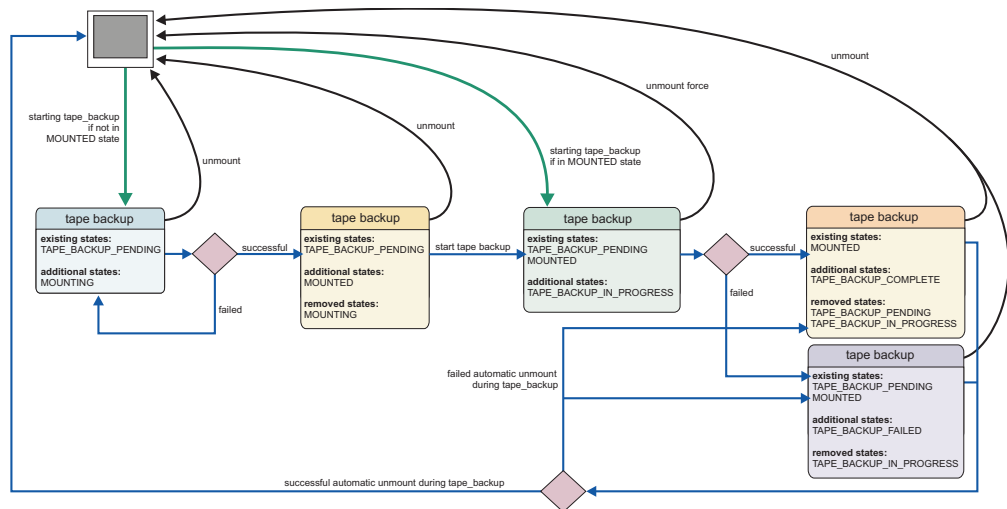 unmount
unmount force
starting tape_backup
if not in
MOUNTED state
unmount
unmount
starting tape_backup
if in MOUNTED state
tape backup
existing states:
TAPE_BACKUP_PENDING
additional states:
MOUNTING
successful
failed
tape backup
existing states:
TAPE_BACKUP_PENDING
additional states:
MOUNTED
removed states:
MOUNTING
start tape backup
tape backup
existing states:
TAPE_BACKUP_PENDING
MOUNTED
additional states:
TAPE_BACKUP_IN_PROGRESS
successful
failed
tape backup
existing states:
MOUNTED
additional states:
TAPE_BACKUP_COMPLETE
removed states:
TAPE_BACKUP_PENDING
TAPE_BACKUP_IN_PROGRESS
failed automatic unmount
during tape_backup
tape backup
existing states:
TAPE_BACKUP_PENDING
MOUNTED
additional states:
TAPE_BACKUP_FAILED
removed states:
TAPE_BACKUP_IN_PROGRESS
successful automatic unmount during tape_backup